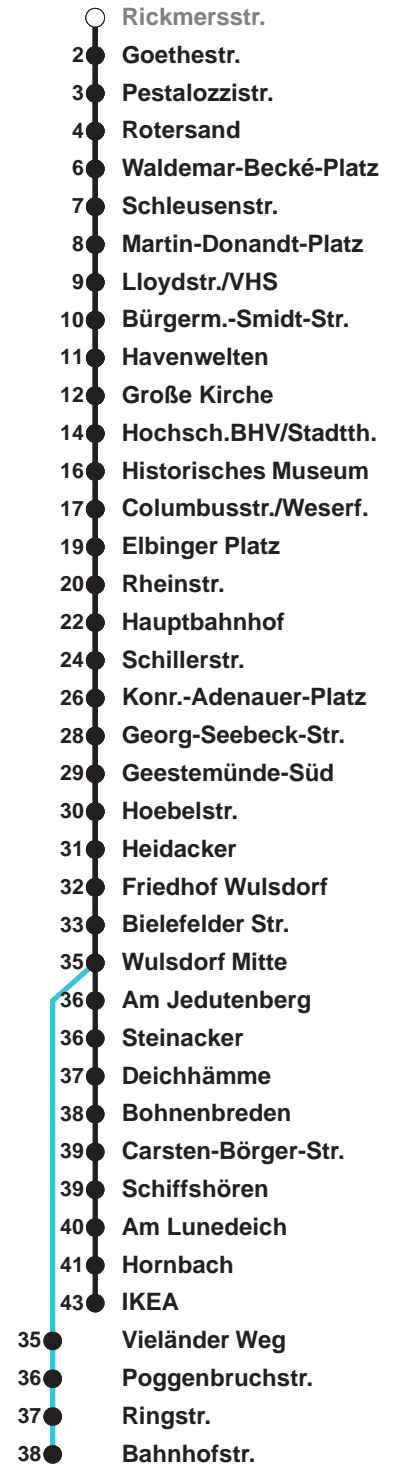 Rickmersstr.
2 Goethestr.
3 Pestalozzistr.
4 Rotersand
6 Waldemar-Becké-Platz
7 Schleusenstr.
8 Martin-Donandt-Platz
9 Lloydstr./VHS
10 Bürgerm.-Smidt-Str.
11 Havenwelten
12 Große Kirche
14 Hochsch.BHV/Stadtth.
16 Historisches Museum
17 Columbusstr./Weserf.
19 Elbinger Platz
20 Rheinstr.
22 Hauptbahnhof
24 Schillerstr.
26 Konr.-Adenauer-Platz
28 Georg-Seebeck-Str.
29 Geestemünde-Süd
30 Hoebelstr.
31 Heidacker
32 Friedhof Wulsdorf
33 Bielefelder Str.
35 Wulsdorf Mitte
36 Am Jedutenberg
36 Steinacker
37 Deichhämme
38 Bohnenbreden
39 Carsten-Börger-Str.
39 Schiffshören
40 Am Lunedeich
41 Hornbach
43 IKEA
35 Vieländer Weg
36 Poggenbruchstr.
37 Ringstr.
38 Bahnhofstr.